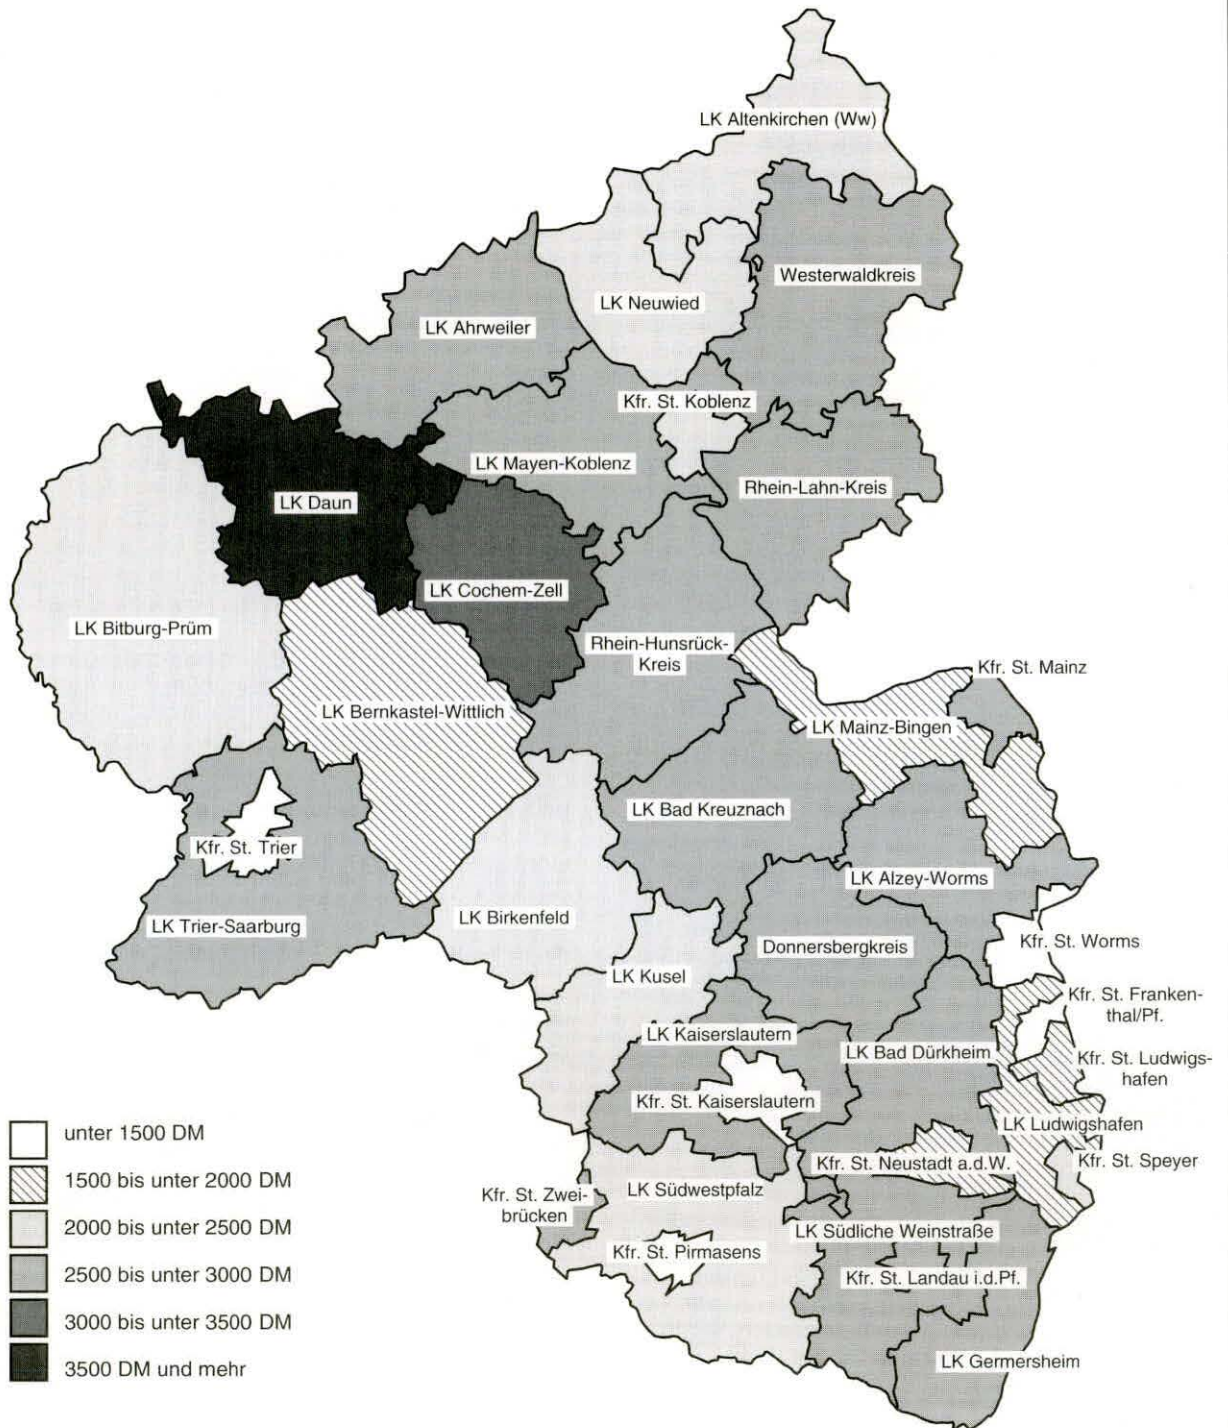 LK Altenkirchen (Ww)
Westerwaldkreis
LK Neuwied
LK Ahrweiler
Kfr. St. Koblenz
LK Mayen-Koblenz
Rhein-Lahn-Kreis
LK Daun
LK Cochem-Zell
LK Bitburg-Prüm
Rhein-Hunsrück-
Kreis
Kfr. St. Mainz
LK Bernkastel-Wittlich
LK Mainz-Bingen
LK Bad Kreuznach
Kfr. St. Trier
LK Alzey-Worms
LK Birkenfeld
LK Trier-Saarburg
Donnersbergkreis
Kfr. St. Worms
LK Kusel
Kfr. St. Franken-
thal/Pf.
LK Kaiserslautern
LK Bad Dürkheim
Kfr. St. Ludwigs-
hafen
Kfr. St. Kaiserslautern
LK Ludwigshafen
Kfr. St. Neustadt a.d.W.
Kfr. St. Speyer
LK Südwestpfalz
Kfr. St. Zwei-
brücken
LK Südliche Weinstraße
Kfr. St. Pirmasens
Kfr. St. Landau i.d.Pf.
LK Germersheim
unter 1500 DM
1500 bis unter 2000 DM
2000 bis unter 2500 DM
2500 bis unter 3000 DM
3000 bis unter 3500 DM
3500 DM und mehr